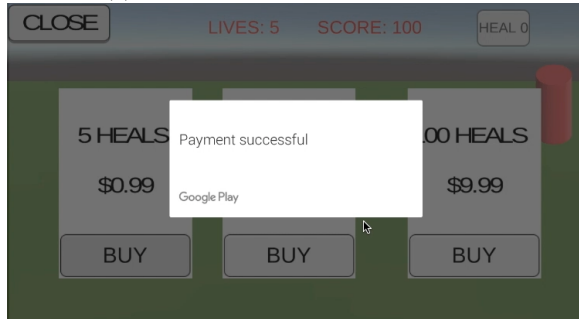 CLOSE
LIVES: 5
SCORE: 100
HEAL 0
5 HEALS
00 HEALS
Payment successful
$0.99
$9.99
Google Play
BUY
BUY
BUY